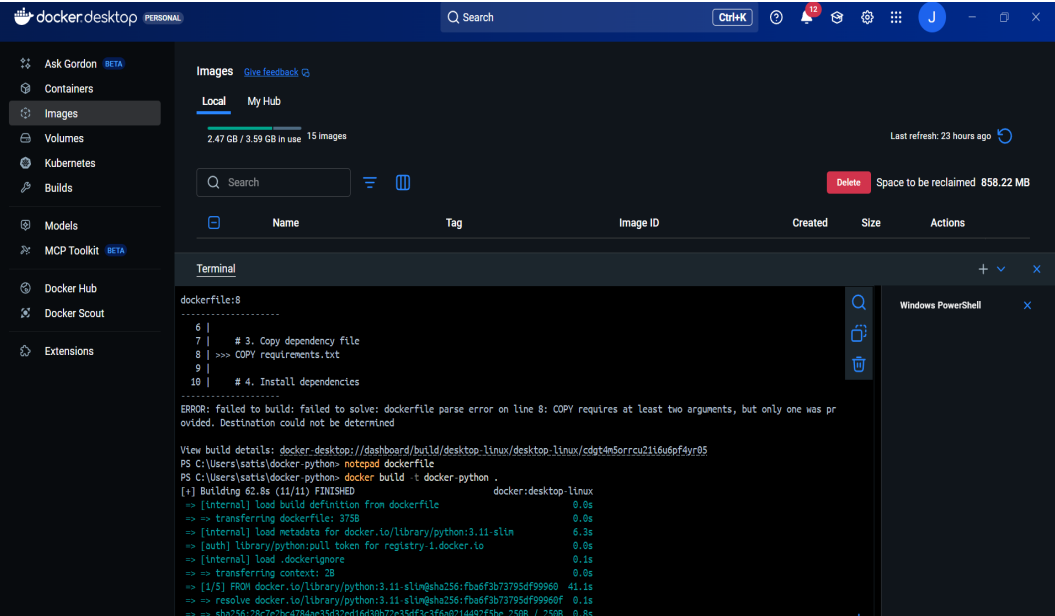 docker.desktop PERSONAL
Search Ctrl+K
12
J
Ask Gordon BETA
Containers
Images
Volumes
Kubernetes
Builds
Models
MCP Toolkit BETA
Docker Hub
Docker Scout
Extensions
Images Give feedback
Local My Hub
2.47 GB / 3.59 GB in use 15 images
Last refresh: 23 hours ago
Search
Delete Space to be reclaimed 858.22 MB
Name Tag Image ID Created Size Actions
Terminal
Windows PowerShell
dockerfile:8
--------------------
6 |
7 | # 3. Copy dependency file
8 | >>> COPY requirements.txt
9 |
10 | # 4. Install dependencies
--------------------
ERROR: failed to build: failed to solve: dockerfile parse error on line 8: COPY requires at least two arguments, but only one was pr
ovided. Destination could not be determined
View build details: docker-desktop://dashboard/build/desktop-linux/desktop-linux/cdgt4m5orrcu21i6u6pf4yr05
PS C:\Users\satis\docker-python> notepad dockerfile
PS C:\Users\satis\docker-python> docker build -t docker-python .
[+] Building 62.8s (11/11) FINISHED docker:desktop-linux
=> [internal] load build definition from dockerfile 0.0s
=> => transferring dockerfile: 375B 0.0s
=> [internal] load metadata for docker.io/library/python:3.11-slim 6.3s
=> [auth] library/python:pull token for registry-1.docker.io 0.0s
=> [internal] load .dockerignore 0.1s
=> => transferring context: 2B 0.0s
=> [1/5] FROM docker.io/library/python:3.11-slim@sha256:fba6f3b73795df99960 41.1s
=> => resolve docker.io/library/python:3.11-slim@sha256:fba6f3b73795df99960f 0.1s